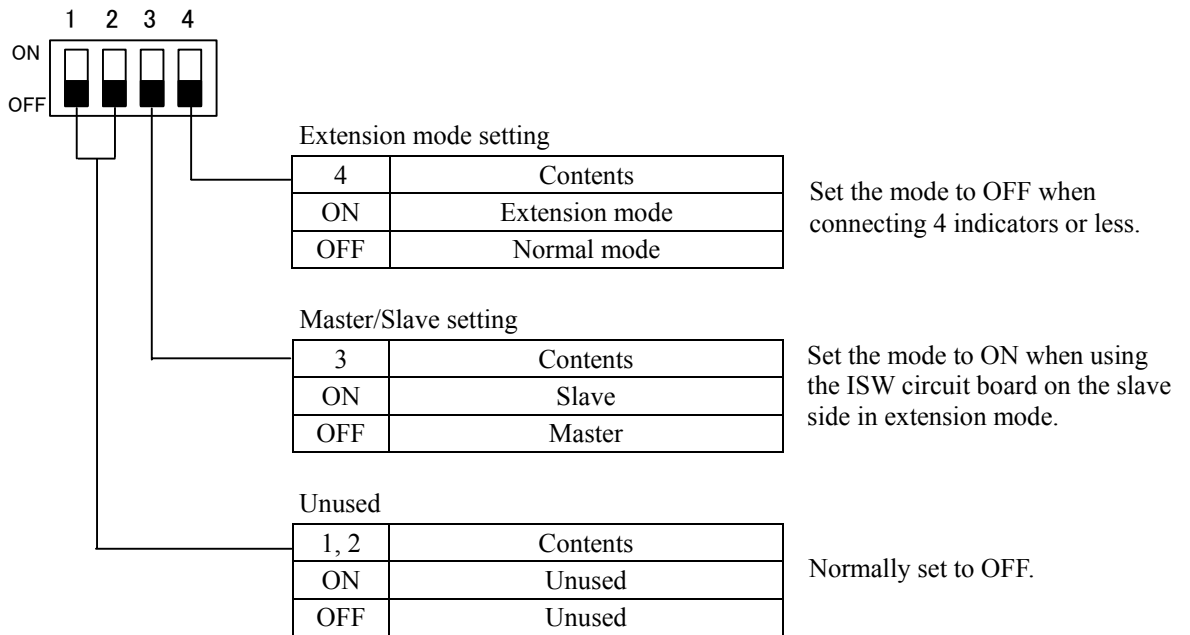 1 2 3 4
ON
OFF
Extension mode setting
4 Contents
ON Extension mode
OFF Normal mode
Set the mode to OFF when
connecting 4 indicators or less.
Master/Slave setting
3 Contents
ON Slave
OFF Master
Set the mode to ON when using
the ISW circuit board on the slave
side in extension mode.
Unused
1, 2 Contents
ON Unused
OFF Unused
Normally set to OFF.